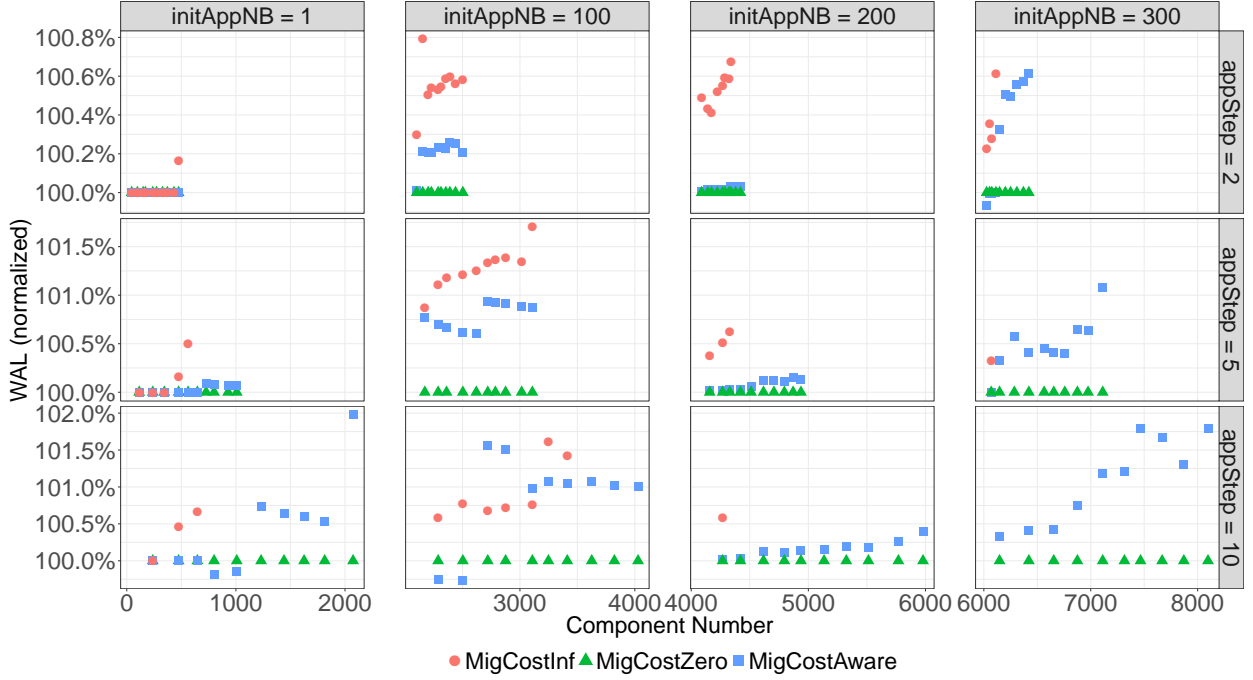 initAppNB = 1 initAppNB = 100 initAppNB = 200 initAppNB = 300
100.8%
100.6%
100.4%
100.2%
100.0%
appStep = 2
101.5%
101.0%
100.5%
100.0%
appStep = 5
102.0%
101.5%
101.0%
100.5%
100.0%
appStep = 10
WAL (normalized)
0 1000 2000 3000 4000 4000 5000 6000 6000 7000 8000
Component Number
MigCostInf MigCostZero MigCostAware